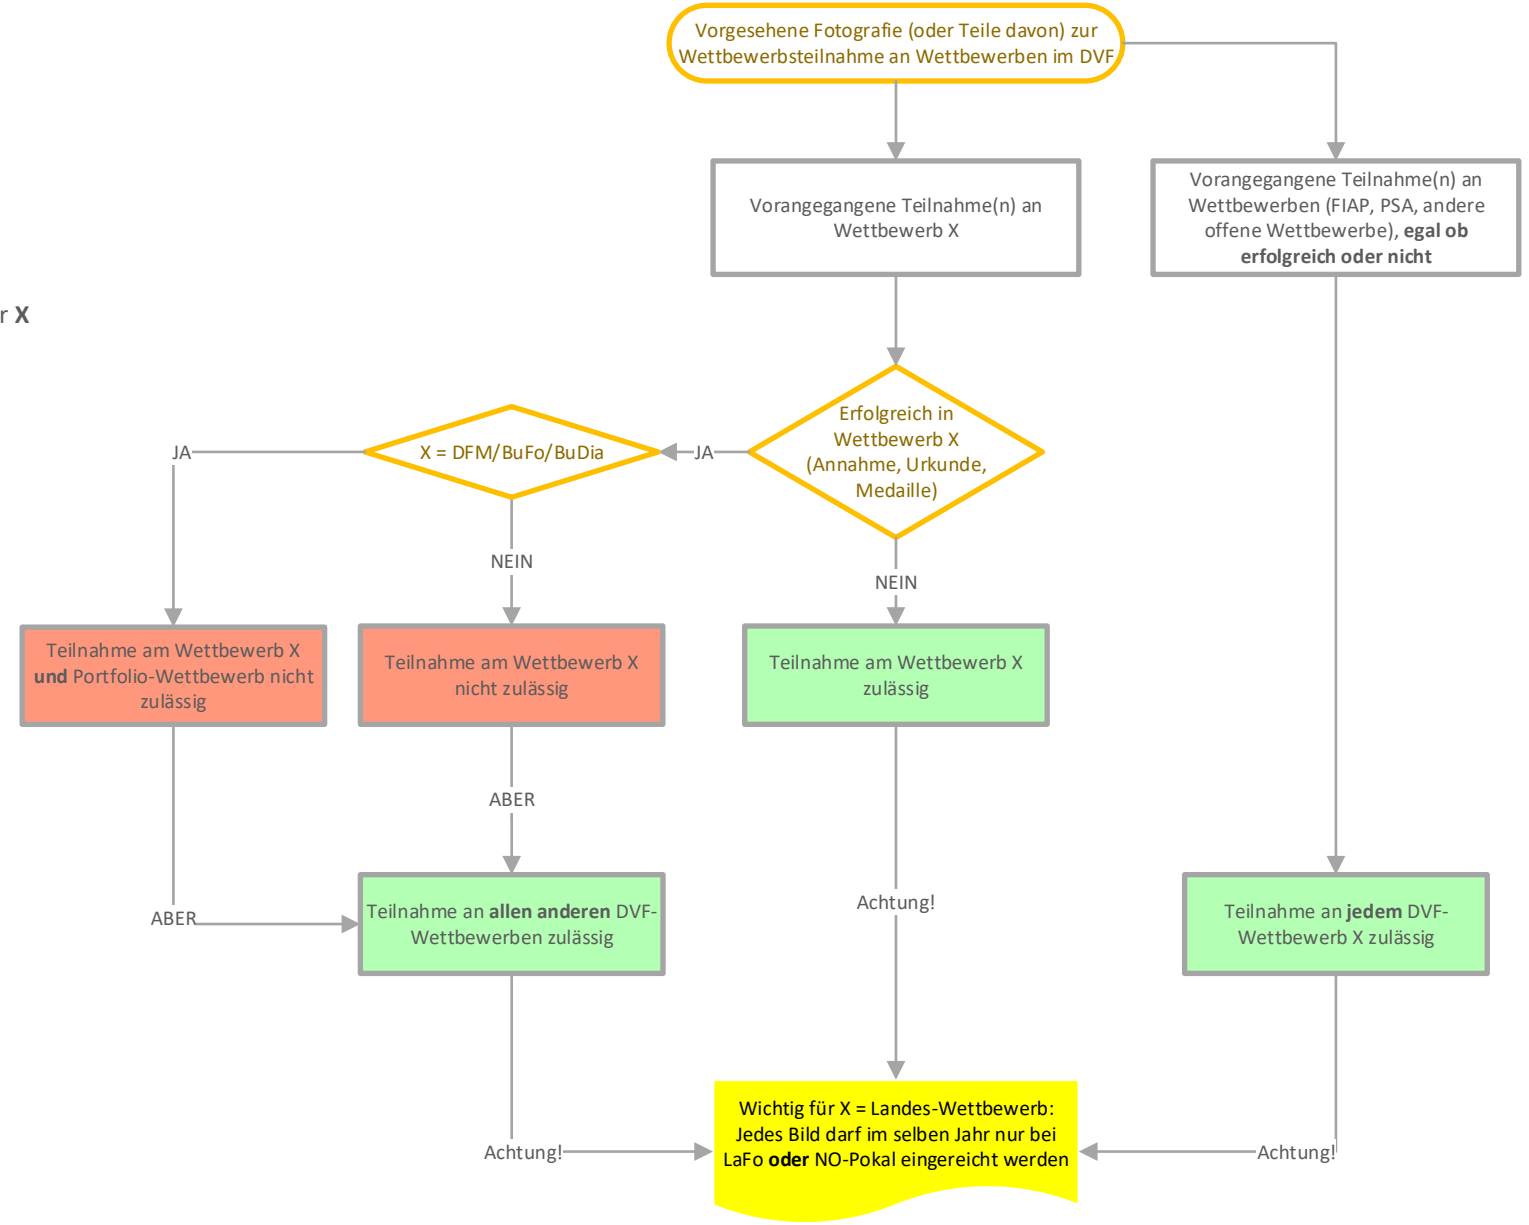 Vorgesehene Fotografie (oder Teile davon) zur
Wettbewerbsteilnahme an Wettbewerben im DVF
Vorangegangene Teilnahme(n) an
Wettbewerb X
Vorangegangene Teilnahme(n) an
Wettbewerben (FIAP, PSA, andere
offene Wettbewerbe), egal ob
erfolgreich oder nicht
r X
Erfolgreich in
Wettbewerb X
(Annahme, Urkunde,
Medaille)
JA
X = DFM/BuFo/BuDia
JA
NEIN
NEIN
Teilnahme am Wettbewerb X
und Portfolio-Wettbewerb nicht
zulässig
Teilnahme am Wettbewerb X
nicht zulässig
Teilnahme am Wettbewerb X
zulässig
ABER
ABER
Teilnahme an allen anderen DVF-
Wettbewerben zulässig
Achtung!
Teilnahme an jedem DVF-
Wettbewerb X zulässig
Achtung!
Wichtig für X = Landes-Wettbewerb:
Jedes Bild darf im selben Jahr nur bei
LaFo oder NO-Pokal eingereicht werden
Achtung!